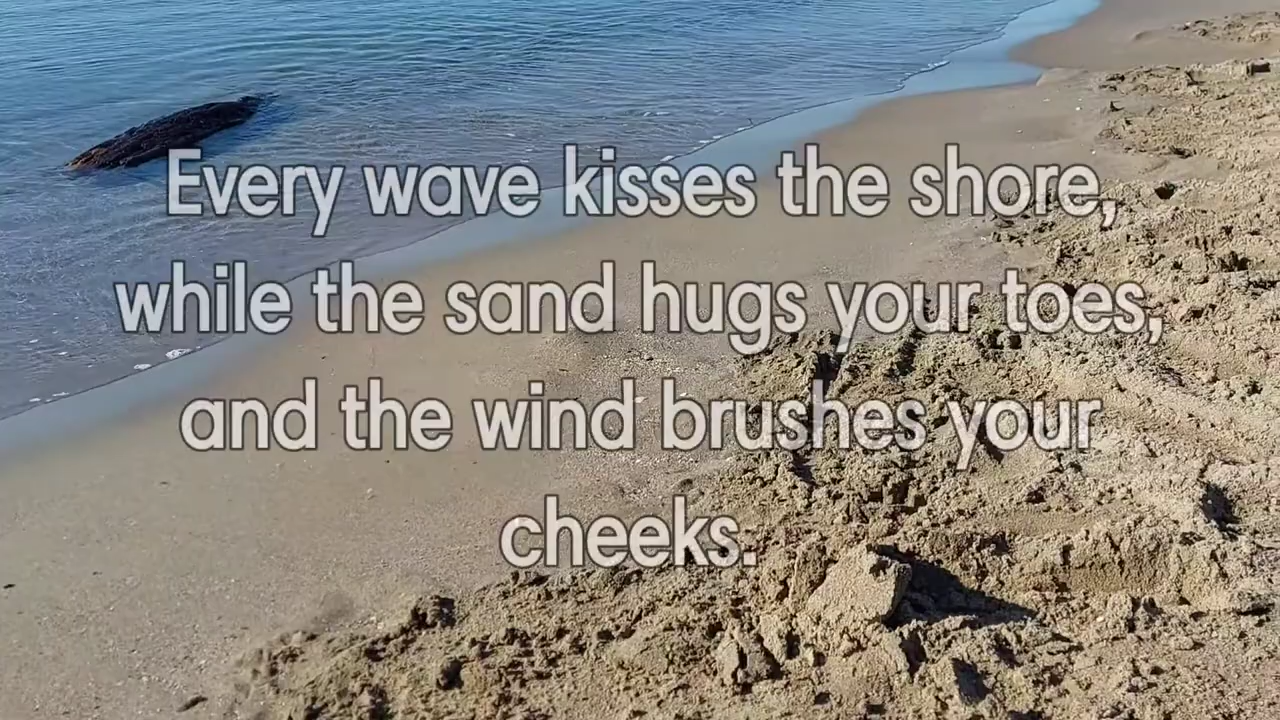 Every wave kisses the shore,
while the sand hugs your toes,
and the wind brushes your
cheeks.